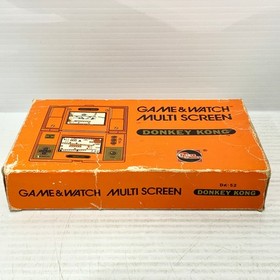 GAME&WATCH
MULTI SCREEN
DONKEY KONG
GAME&WATCH MULTI SCREEN
DK-52
DONKEY KONG